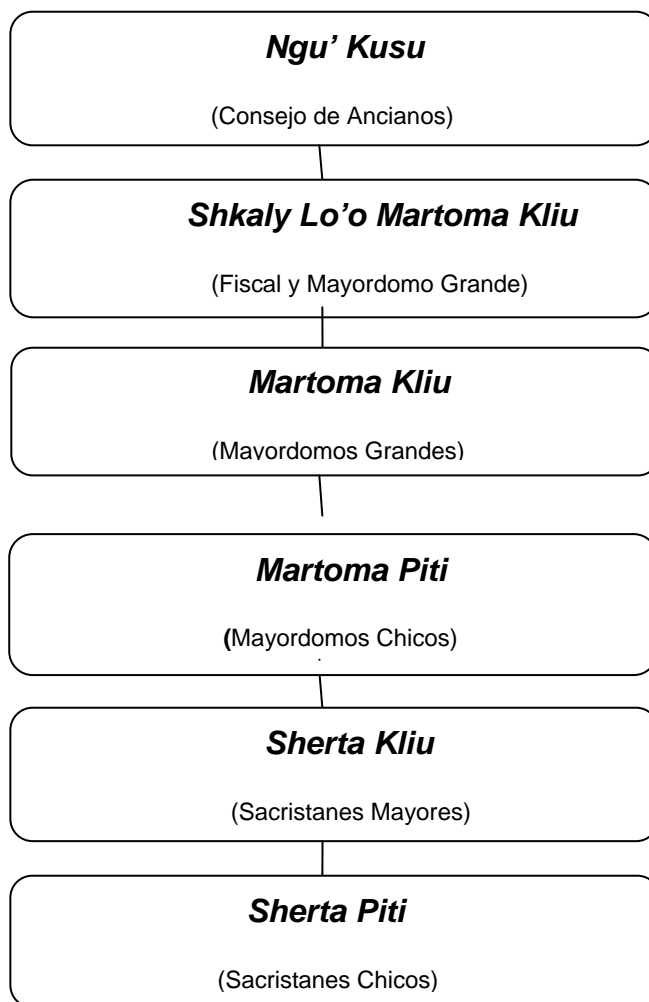 Ngu’ Kusu
(Consejo de Ancianos)
Shkaly Lo’o Martoma Kliu
(Fiscal y Mayordomo Grande)
Martoma Kliu
(Mayordomos Grandes)
Martoma Piti
(Mayordomos Chicos)
Sherta Kliu
(Sacristanes Mayores)
Sherta Piti
(Sacristanes Chicos)